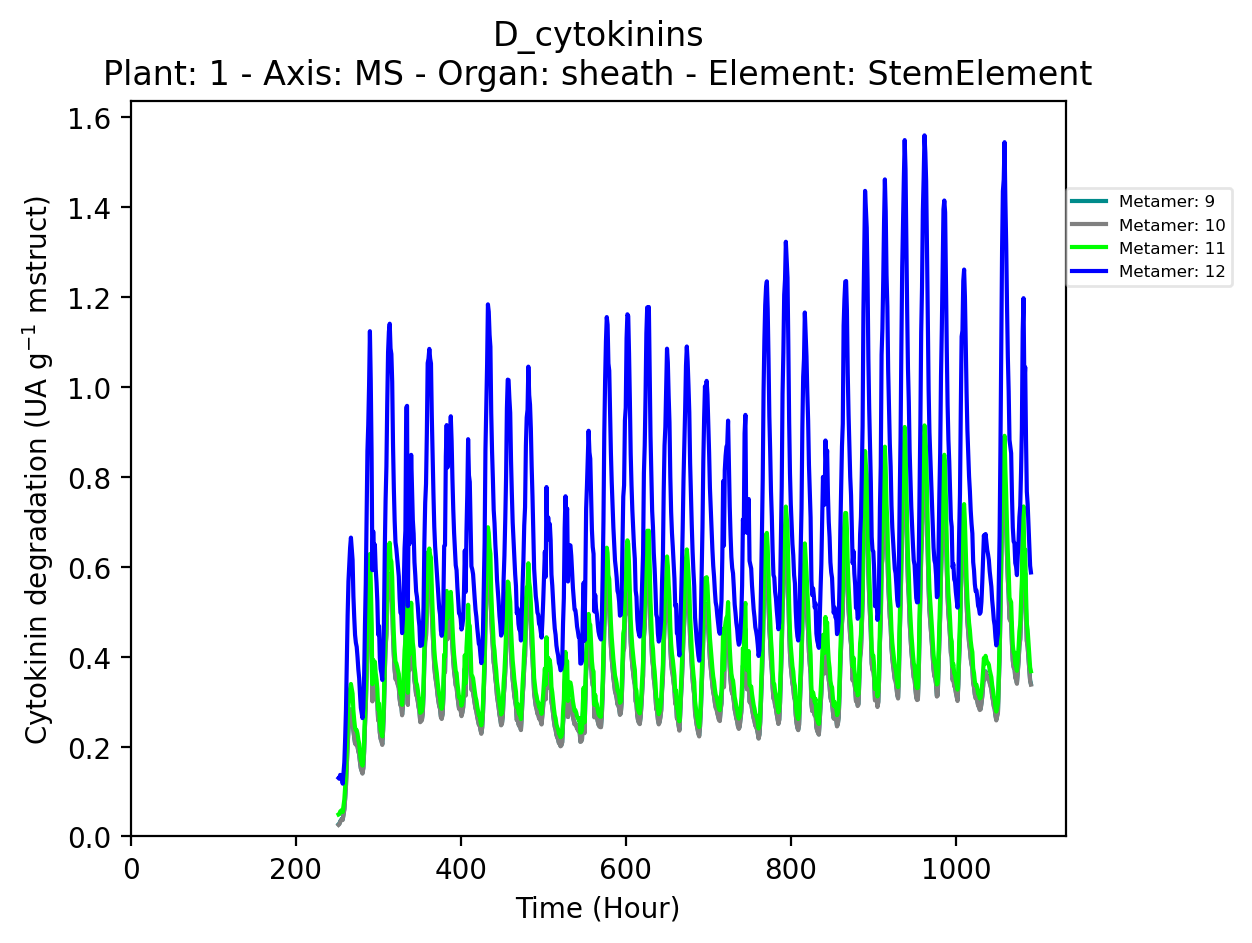 D_cytokinins
Plant: 1 - Axis: MS - Organ: sheath - Element: StemElement
Cytokinin degradation (UA g⁻¹ mstruct)
1.6
1.4
1.2
1.0
0.8
0.6
0.4
0.2
0.0
0 200 400 600 800 1000
Time (Hour)
Metamer: 9
Metamer: 10
Metamer: 11
Metamer: 12